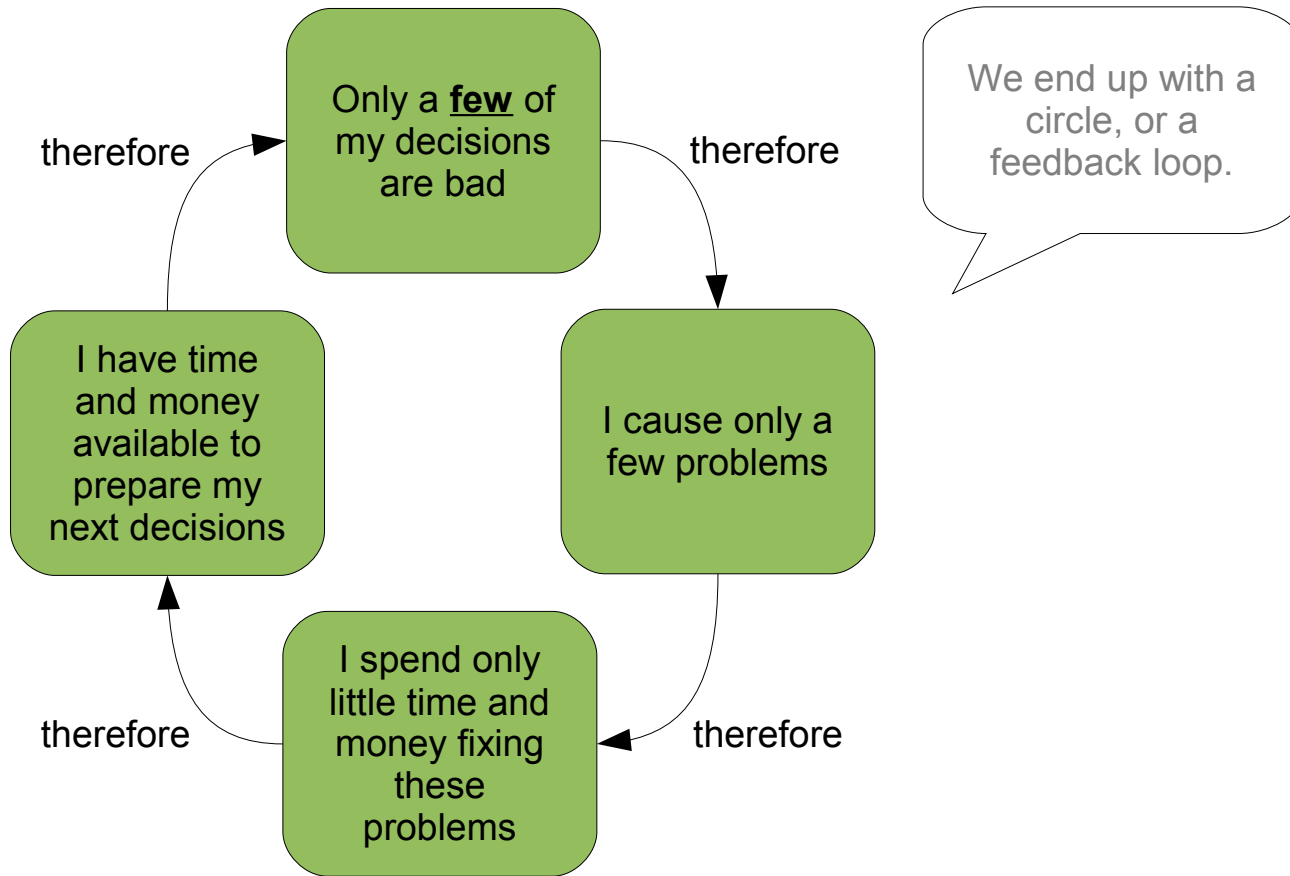 Only a few of
my decisions
are bad
therefore
I cause only a
few problems
therefore
I spend only
little time and
money fixing
these
problems
therefore
I have time
and money
available to
prepare my
next decisions
therefore
We end up with a
circle, or a
feedback loop.